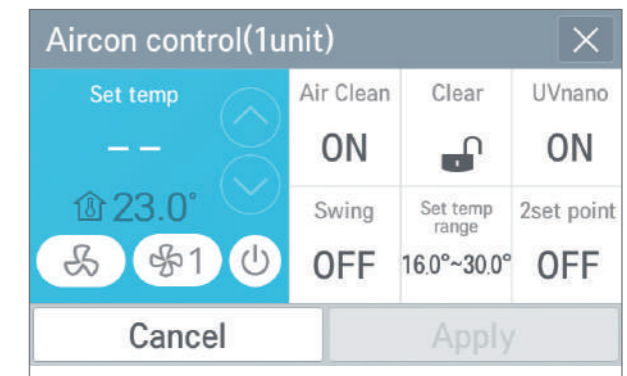 Aircon control(1unit)
Set temp
– –
23.0°
1
Air Clean
ON
Clear
UVnano
ON
Swing
OFF
Set temp
range
16.0°~30.0°
2set point
OFF
Cancel
Apply